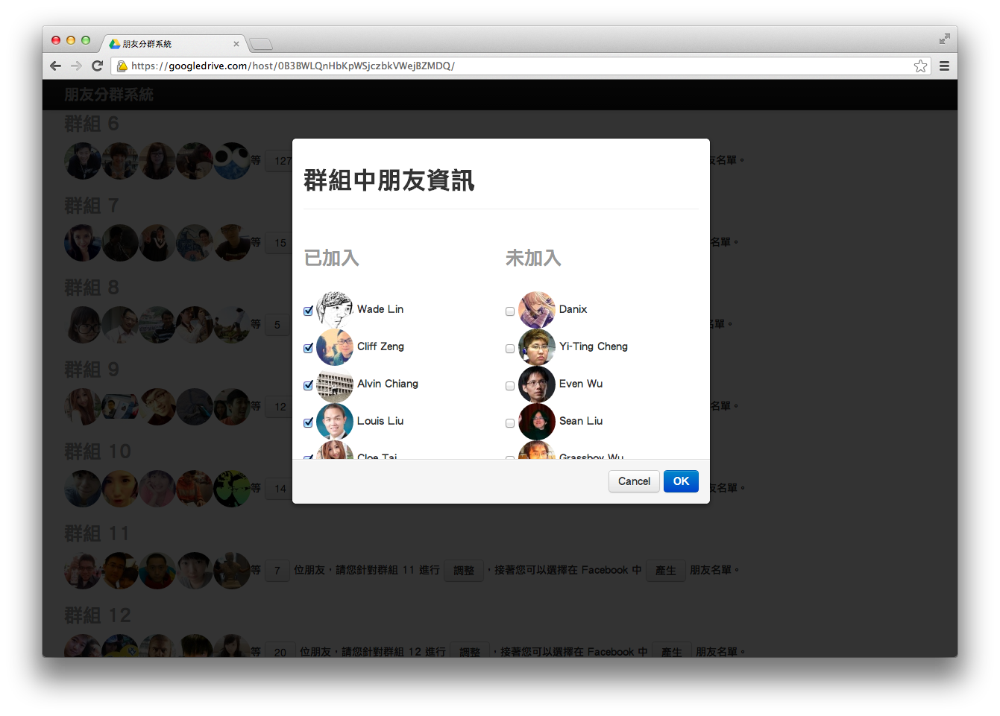 朋友分群系統
https://googledrive.com/host/0B3BWLQnHbKpWSjczbkVWejBZMDQ/
朋友分群系統
群組 6
等 127 友名單。
群組 7
等 15 名單。
群組 8
等 5 單。
群組 9
等 12 名單。
群組 10
等 14 友名單。
群組 11
等 7 位朋友，請您針對群組 11 進行 調整 ，接著您可以選擇在 Facebook 中 產生 朋友名單。
群組 12
等 20 位朋友，請您針對群組 12 進行 調整 ，接著您可以選擇在 Facebook 中 產生 朋友名單。
群組中朋友資訊
已加入
Wade Lin
Cliff Zeng
Alvin Chiang
Louis Liu
Cloe Tai
未加入
Danix
Yi-Ting Cheng
Even Wu
Sean Liu
Grassboy Wu
Cancel OK